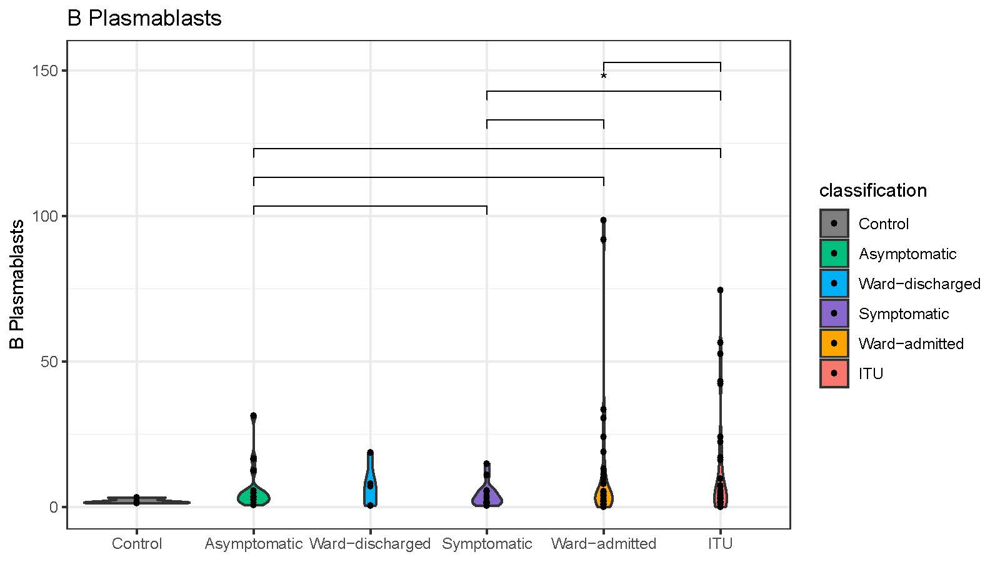 B Plasmablasts
150
100
50
0
B Plasmablasts
*
Control
Asymptomatic
Ward−discharged
Symptomatic
Ward−admitted
ITU
classification
Control
Asymptomatic
Ward−discharged
Symptomatic
Ward−admitted
ITU